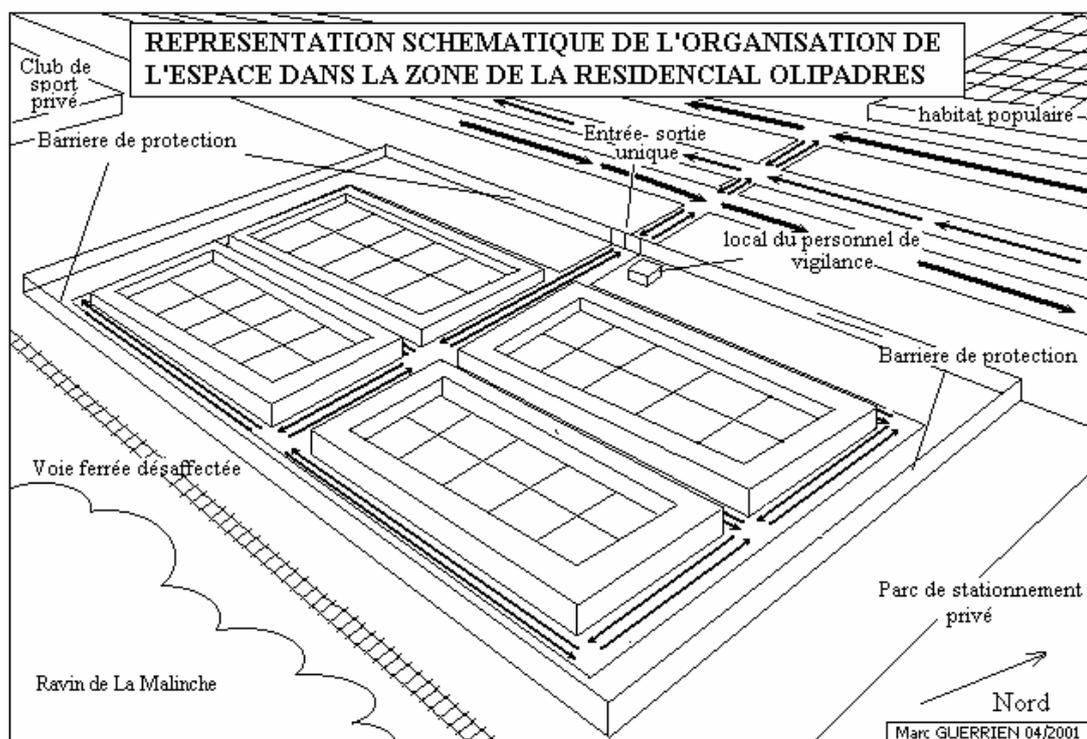 REPRESENTATION SCHEMATIQUE DE L'ORGANISATION DE
L'ESPACE DANS LA ZONE DE LA RESIDENCIAL OLIPADRES
Club de
sport
privé
habitat populaire
Barriere de protection
Entrée- sortie
unique
local du personnel de
vigilance
Barriere de protection
Voie ferrée désaffectée
Parc de stationnement
privé
Ravin de La Malinche
Nord
Marc GUERRIEN 04/2001